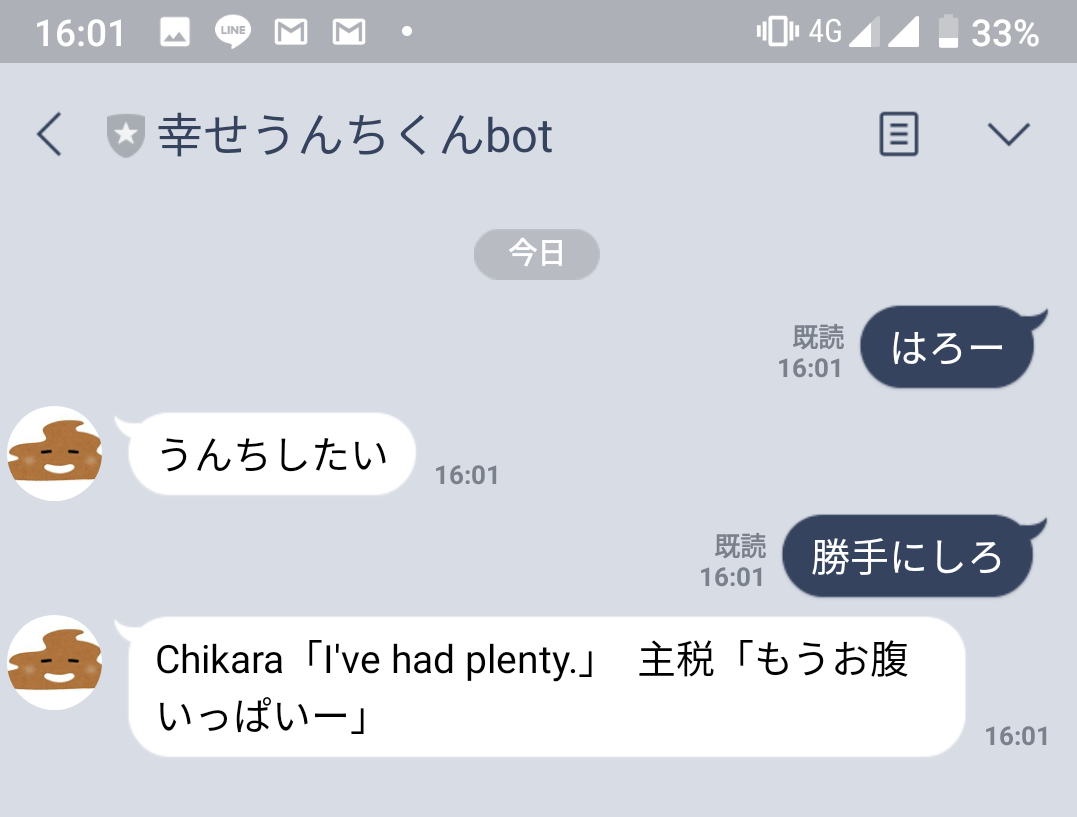 16:01 LINE 4G 33%
幸せうんちくんbot
今日
既読
16:01
はろー
うんちしたい
16:01
既読
16:01
勝手にしろ
Chikara「I've had plenty.」 主税「もうお腹
いっぱいー」
16:01